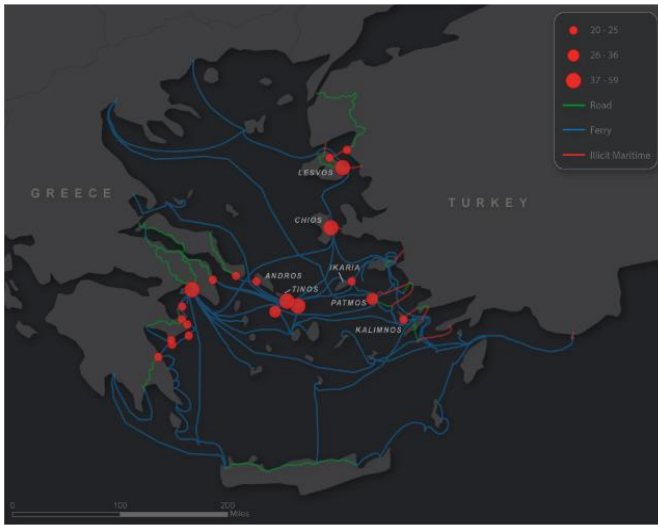 20 - 25
26 - 36
37 - 59
Road
Ferry
Illicit Maritime
LESVOS
GREECE
TURKEY
CHIOS
IKARIA
ANDROS
TINOS
PATMOS
KALIMNOS
0 100 200
Miles